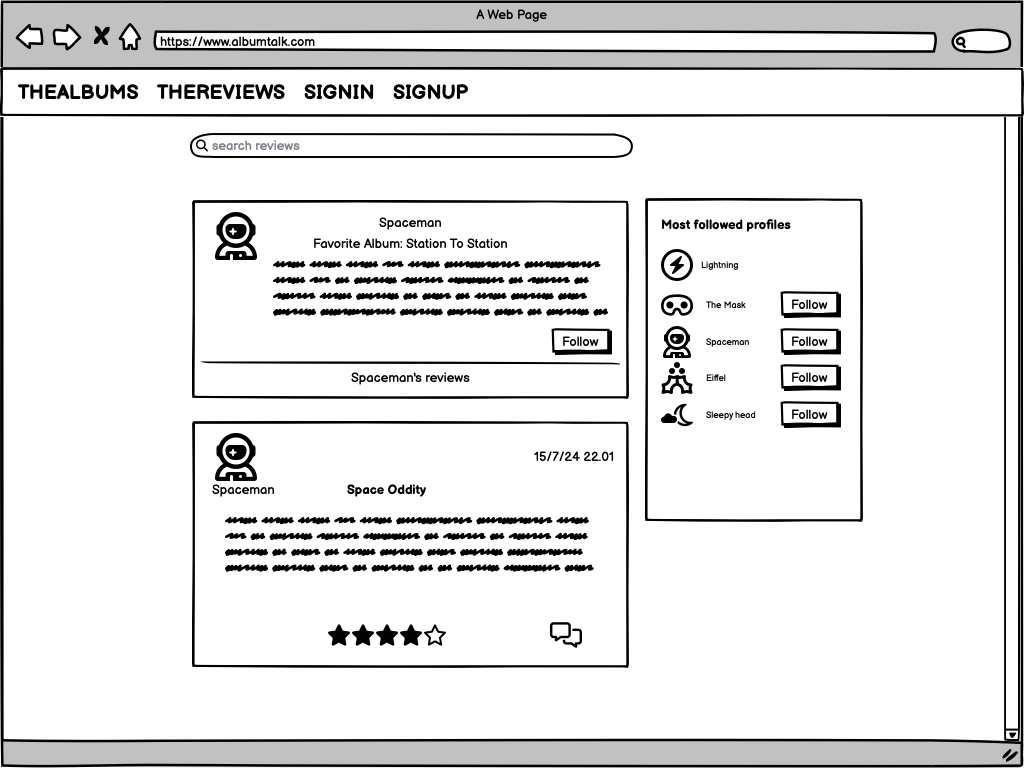 A Web Page
https://www.albumtalk.com
THEALBUMS THEREVIEWS SIGNIN SIGNUP
search reviews
Spaceman
Favorite Album: Station To Station
Follow
Spaceman's reviews
15/7/24 22.01
Spaceman
Space Oddity
Most followed profiles
Lightning
The Mask Follow
Spaceman Follow
Eiffel Follow
Sleepy head Follow